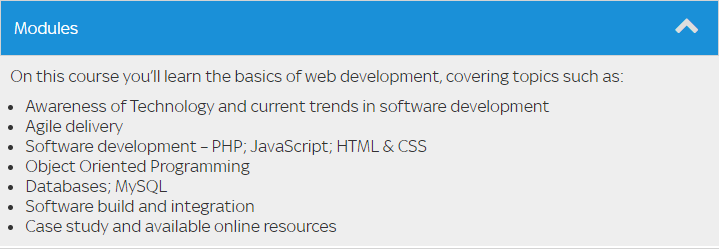 Modules
On this course you’ll learn the basics of web development, covering topics such as:
• Awareness of Technology and current trends in software development
• Agile delivery
• Software development – PHP; JavaScript; HTML & CSS
• Object Oriented Programming
• Databases; MySQL
• Software build and integration
• Case study and available online resources